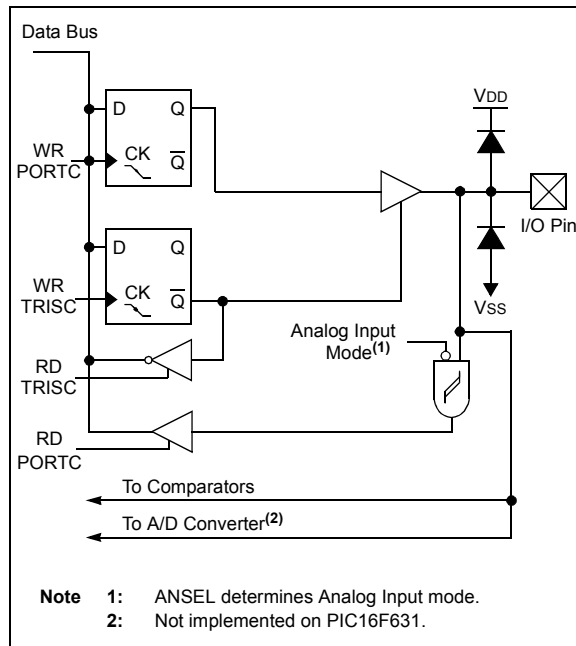 Data Bus
D Q
WR
PORTC
CK Q
VDD
I/O Pin
D Q
WR
TRISC
CK Q
VSS
Analog Input
Mode(1)
RD
TRISC
RD
PORTC
To Comparators
To A/D Converter(2)
Note 1: ANSEL determines Analog Input mode.
2: Not implemented on PIC16F631.